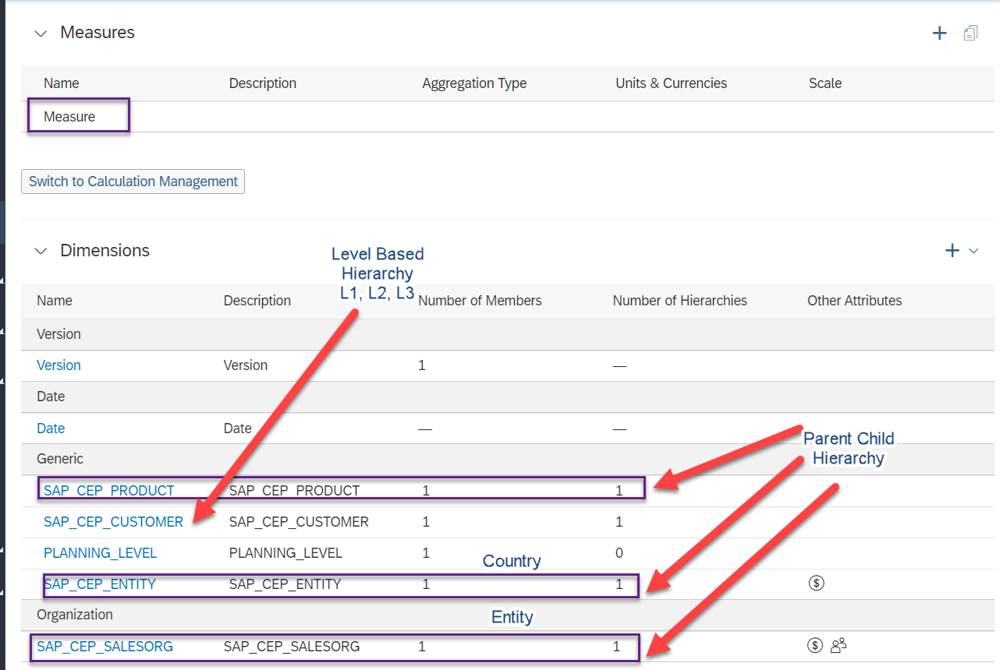 Measures
Name Description Aggregation Type Units & Currencies Scale
Measure
Switch to Calculation Management
Dimensions
Level Based
Hierarchy
L1, L2, L3
Name Description Number of Members Number of Hierarchies Other Attributes
Version
Version Version 1 —
Date
Date Date — —
Parent Child
Hierarchy
Generic
SAP_CEP_PRODUCT SAP_CEP_PRODUCT 1 1
SAP_CEP_CUSTOMER SAP_CEP_CUSTOMER 1 1
PLANNING_LEVEL PLANNING_LEVEL 1 0
Country
SAP_CEP_ENTITY SAP_CEP_ENTITY 1 1 $
Organization
Entity
SAP_CEP_SALESORG SAP_CEP_SALESORG 1 1 $